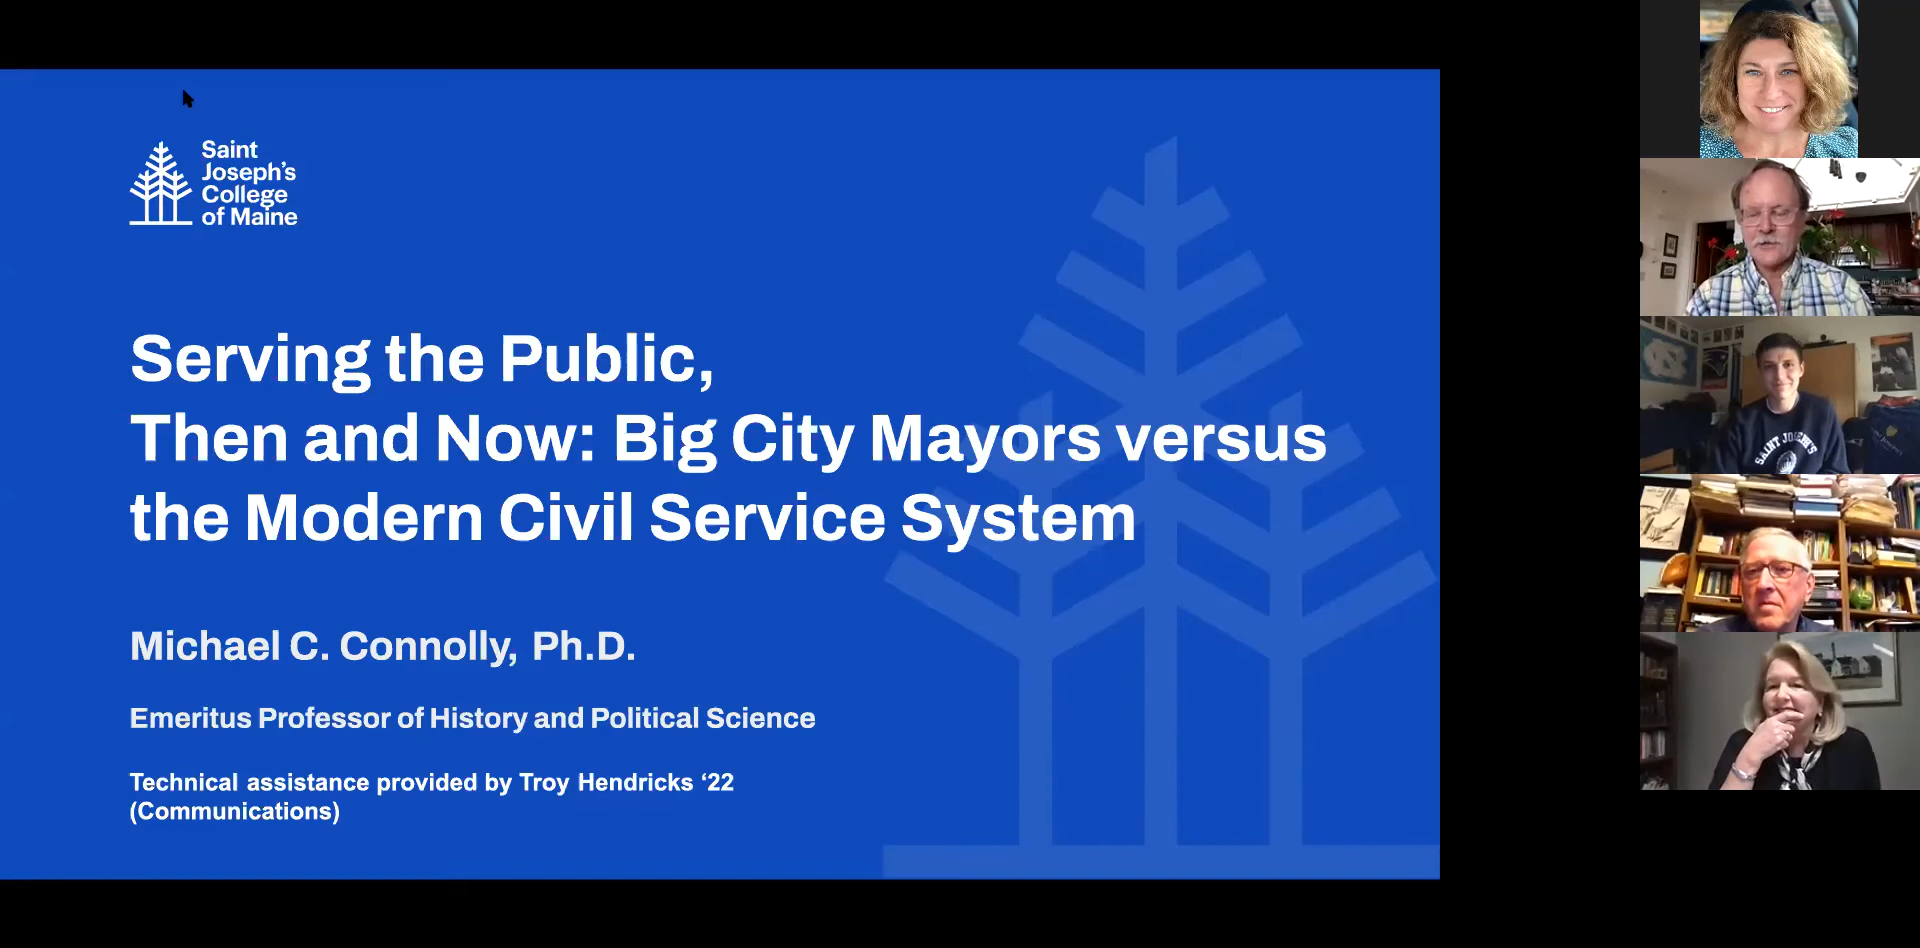 Saint
Joseph's
College
of Maine
Serving the Public,
Then and Now: Big City Mayors versus
the Modern Civil Service System
Michael C. Connolly, Ph.D.
Emeritus Professor of History and Political Science
Technical assistance provided by Troy Hendricks ‘22
(Communications)
SAINT JOSEPH'S